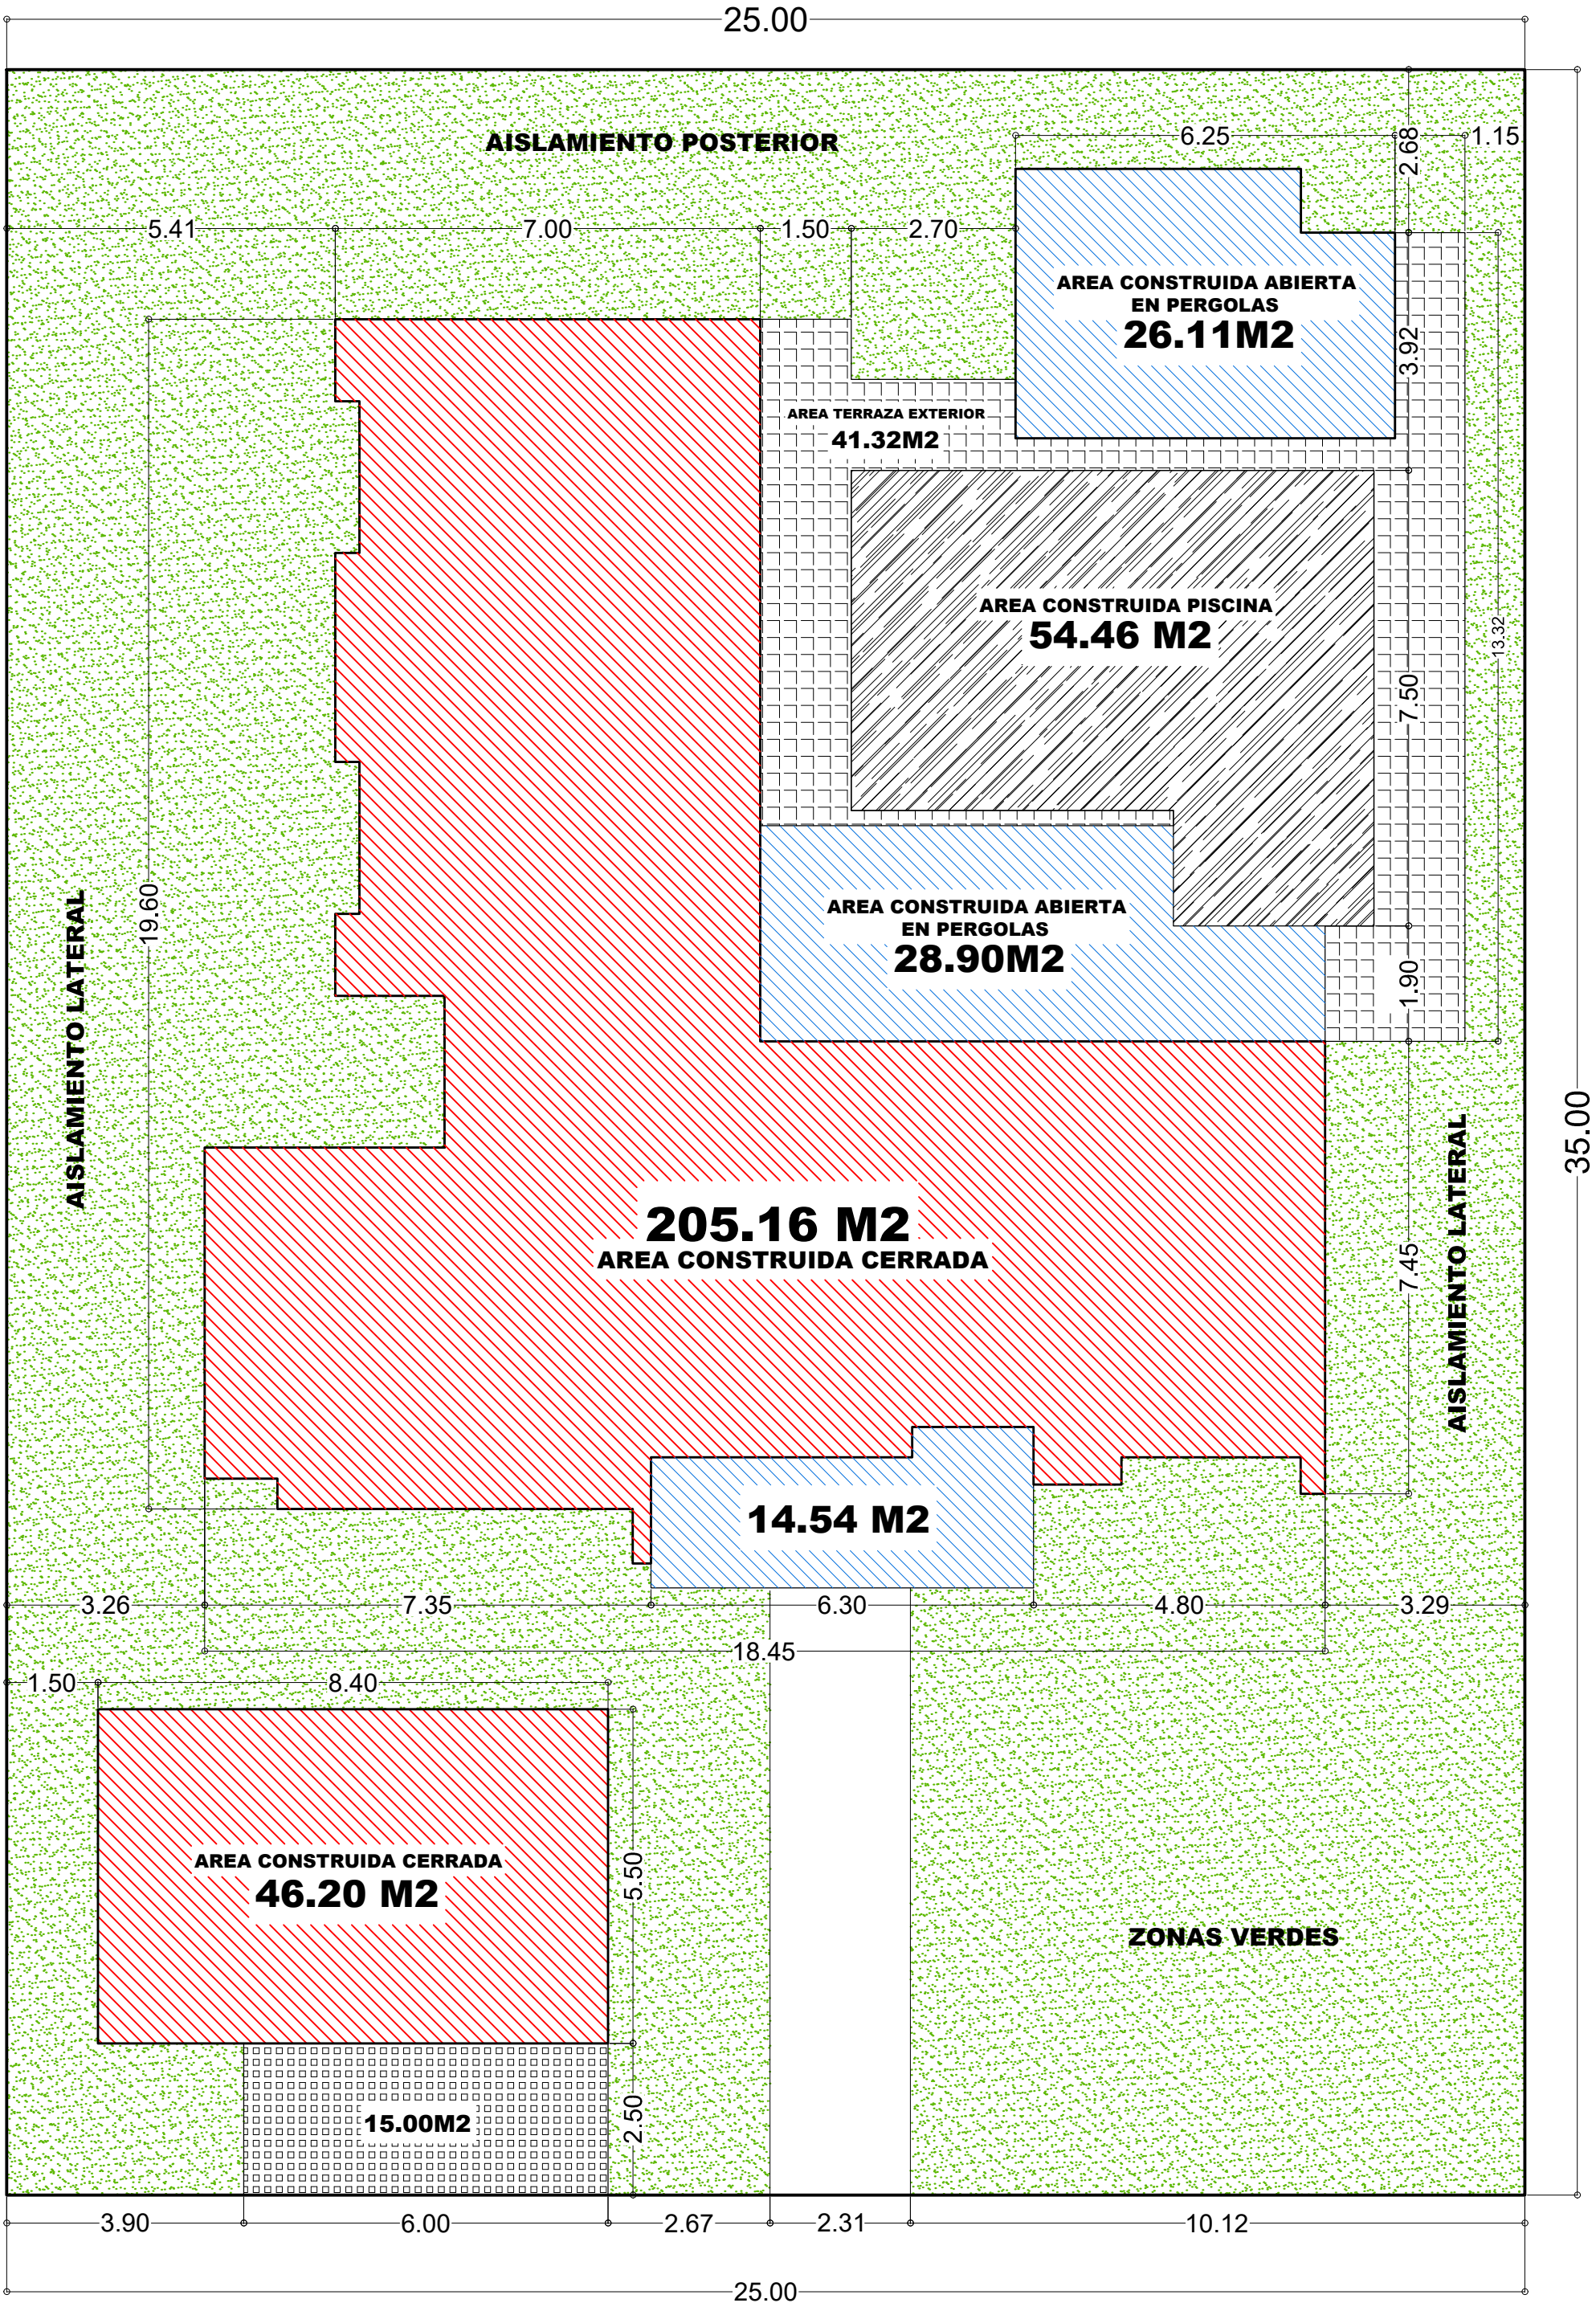 25.00
AISLAMIENTO POSTERIOR
6.25
2.68
1.15
5.41
7.00
1.50
2.70
AREA CONSTRUIDA ABIERTA
EN PERGOLAS
26.11M2
3.92
AREA TERRAZA EXTERIOR
41.32M2
AREA CONSTRUIDA PISCINA
54.46 M2
13.32
7.50
19.60
AISLAMIENTO LATERAL
AREA CONSTRUIDA ABIERTA
EN PERGOLAS
28.90M2
1.90
35.00
205.16 M2
AREA CONSTRUIDA CERRADA
7.45
AISLAMIENTO LATERAL
14.54 M2
3.26
7.35
6.30
4.80
3.29
18.45
1.50
8.40
AREA CONSTRUIDA CERRADA
46.20 M2
5.50
ZONAS VERDES
15.00M2
2.50
3.90
6.00
2.67
2.31
10.12
25.00